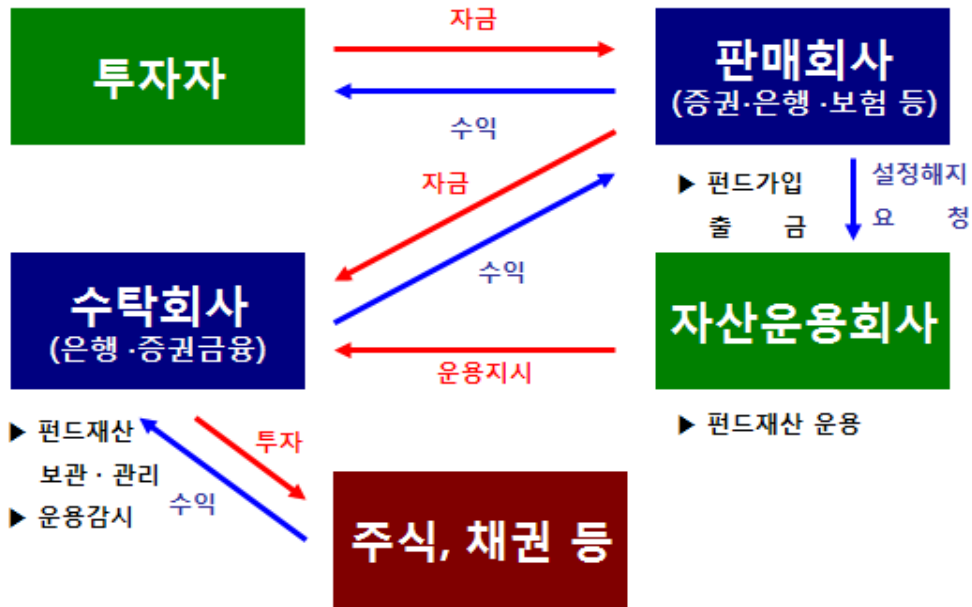 자금
투자자
판매회사
(증권·은행 ·보험 등)
수익
자금
▶ 펀드가입
출 금
설정해지
요 청
수익
수탁회사
(은행 ·증권금융)
자산운용회사
운용지시
▶ 펀드재산
보관 · 관리
▶ 운용감시
투자
수익
▶ 펀드재산 운용
주식, 채권 등